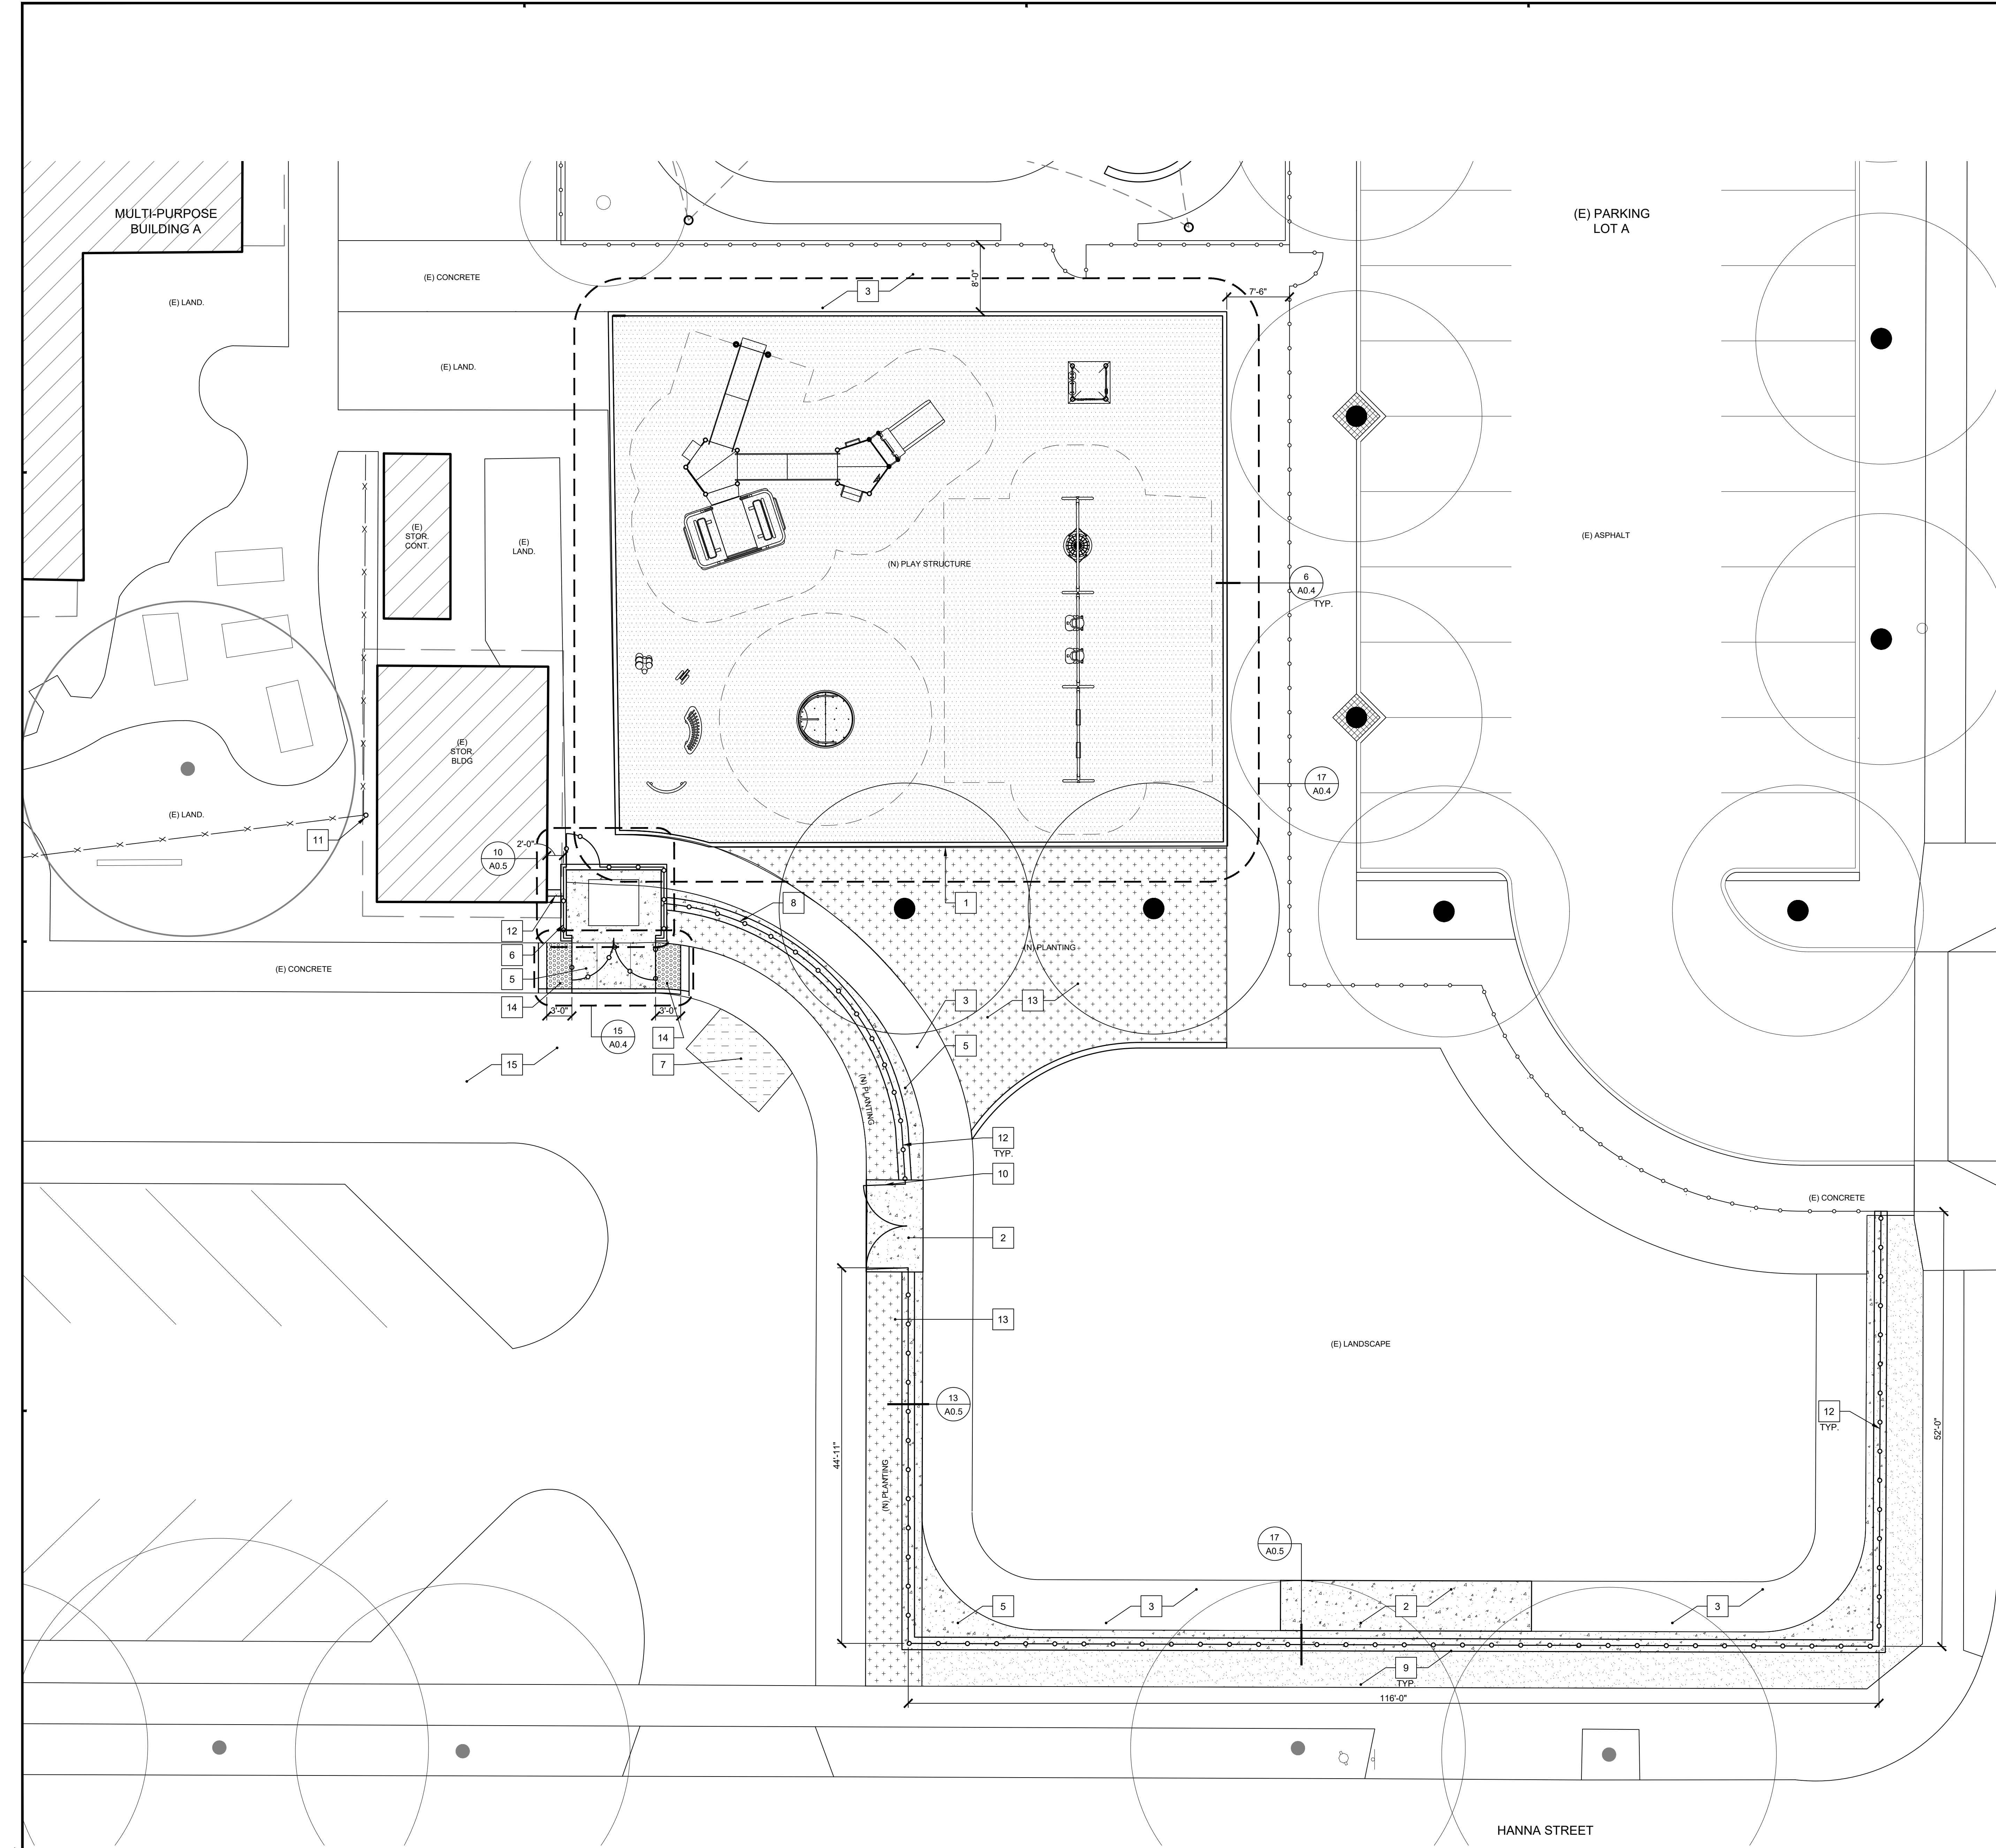 MULTI-PURPOSE
BUILDING A
(E) PARKING
LOT A
(E) CONCRETE
8'-0"
3
7'-6"
(E) LAND.
(E) LAND.
(E)
STOR.
CONT.
(E)
LAND.
(E) ASPHALT
(N) PLAY STRUCTURE
6
A0.4
TYP.
(E)
STOR.
BLDG
17
A0.4
(E) LAND.
11
10
A0.5
2'-0"
8
1
12
(N) PLANTING
6
(E) CONCRETE
5
14
3'-0"
3'-0"
3
13
15
A0.4
14
5
15
7
(N) PLANTING
12
TYP.
10
(E) CONCRETE
2
13
(E) LANDSCAPE
13
A0.5
12
TYP.
52'-0"
44'-11"
(N) PLANTING
17
A0.5
5
3
2
3
9
TYP.
116'-0"
HANNA STREET